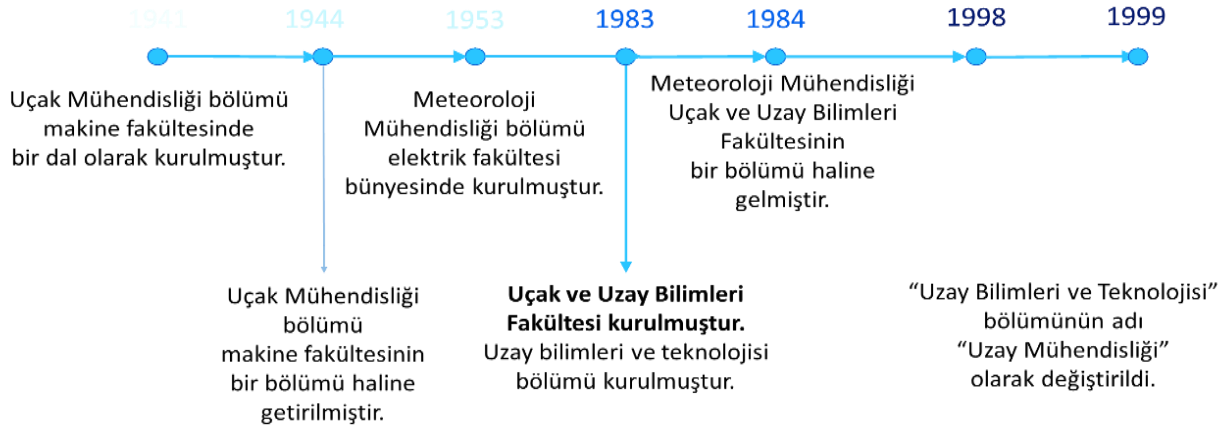 1941
1944
1953
1983
1984
1998
1999
Uçak Mühendisliği bölümü
makine fakültesinde
bir dal olarak kurulmuştur.
Uçak Mühendisliği
bölümü
makine fakültesinin
bir bölümü haline
getirilmiştir.
Meteoroloji
Mühendisliği bölümü
elektrik fakültesi
bünyesinde kurulmuştur.
Uçak ve Uzay Bilimleri
Fakültesi kurulmuştur.
Uzay bilimleri ve teknolojisi
bölümü kurulmuştur.
Meteoroloji Mühendisliği
Uçak ve Uzay Bilimleri
Fakültesinin
bir bölümü haline
gelmiştir.
“Uzay Bilimleri ve Teknolojisi”
bölümünün adı
“Uzay Mühendisliği”
olarak değiştirildi.